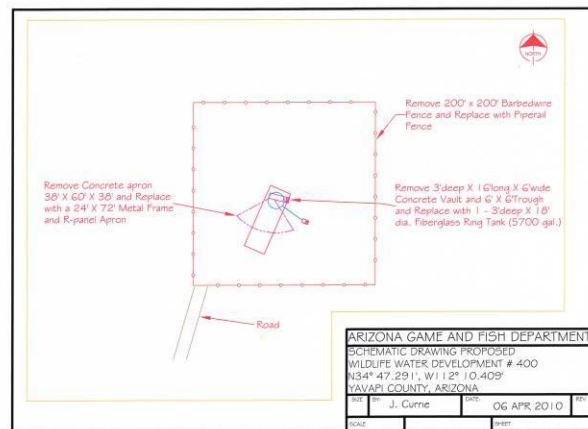 NORTH
Remove 200' x 200' Barbedwire
Fence and Replace with Piperail
Fence
Remove Concrete apron
38' X 60' X 38' and Replace
with a 24' X 72' Metal Frame
and R-panel Apron
Remove 3'deep X 16'long X 6'wide
Concrete Vault and 6' X 6'Trough
and Replace with 1 - 3'deep X 18'
dia. Fiberglass Ring Tank (5700 gal.)
Road
ARIZONA GAME AND FISH DEPARTMENT
SCHEMATIC DRAWING PROPOSED
WILDLIFE WATER DEVELOPMENT # 400
N34° 47.291', W112° 10.409'
YAVAPI COUNTY, ARIZONA
SIZE BY: J. Currie DATE: 06 APR 2010 REV
SCALE SHEET